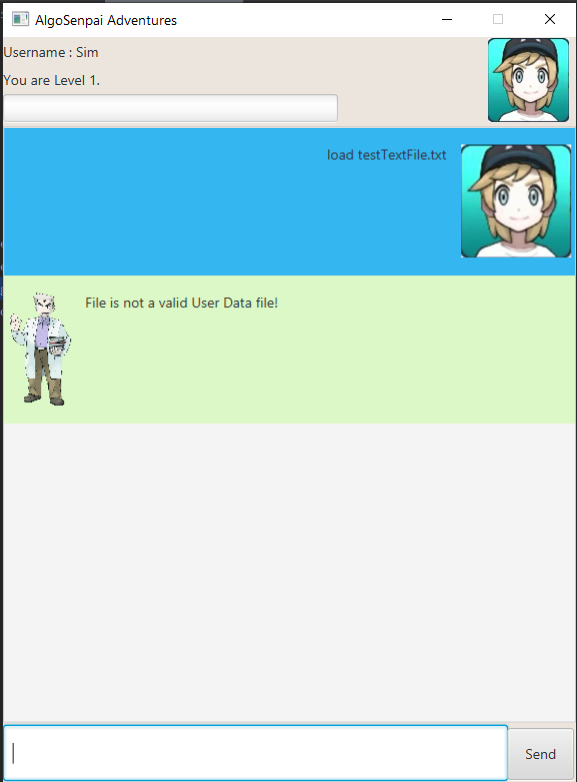 AlgoSenpai Adventures
Username : Sim
You are Level 1.
load testTextFile.txt
File is not a valid User Data file!
Send